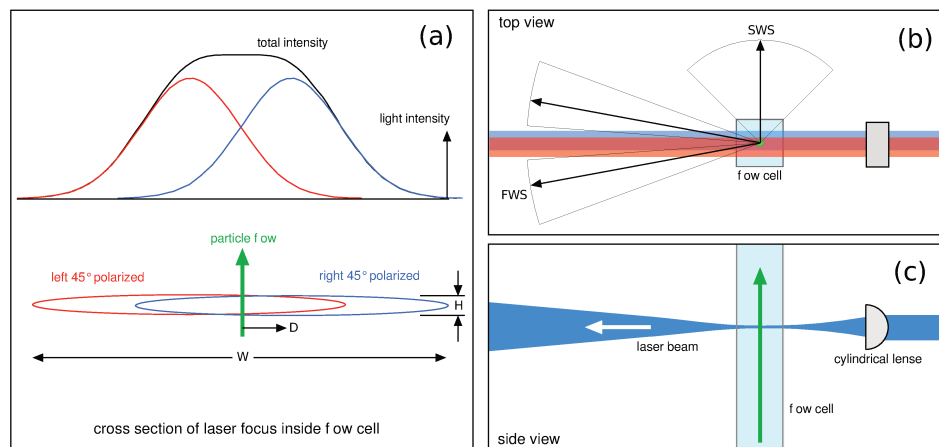 (a)
total intensity
light intensity
particle f ow
left 45° polarized
right 45° polarized
H
D
W
cross section of laser focus inside f ow cell
top view
(b)
SWS
FWS
f ow cell
(c)
laser beam
cylindrical lense
f ow cell
side view